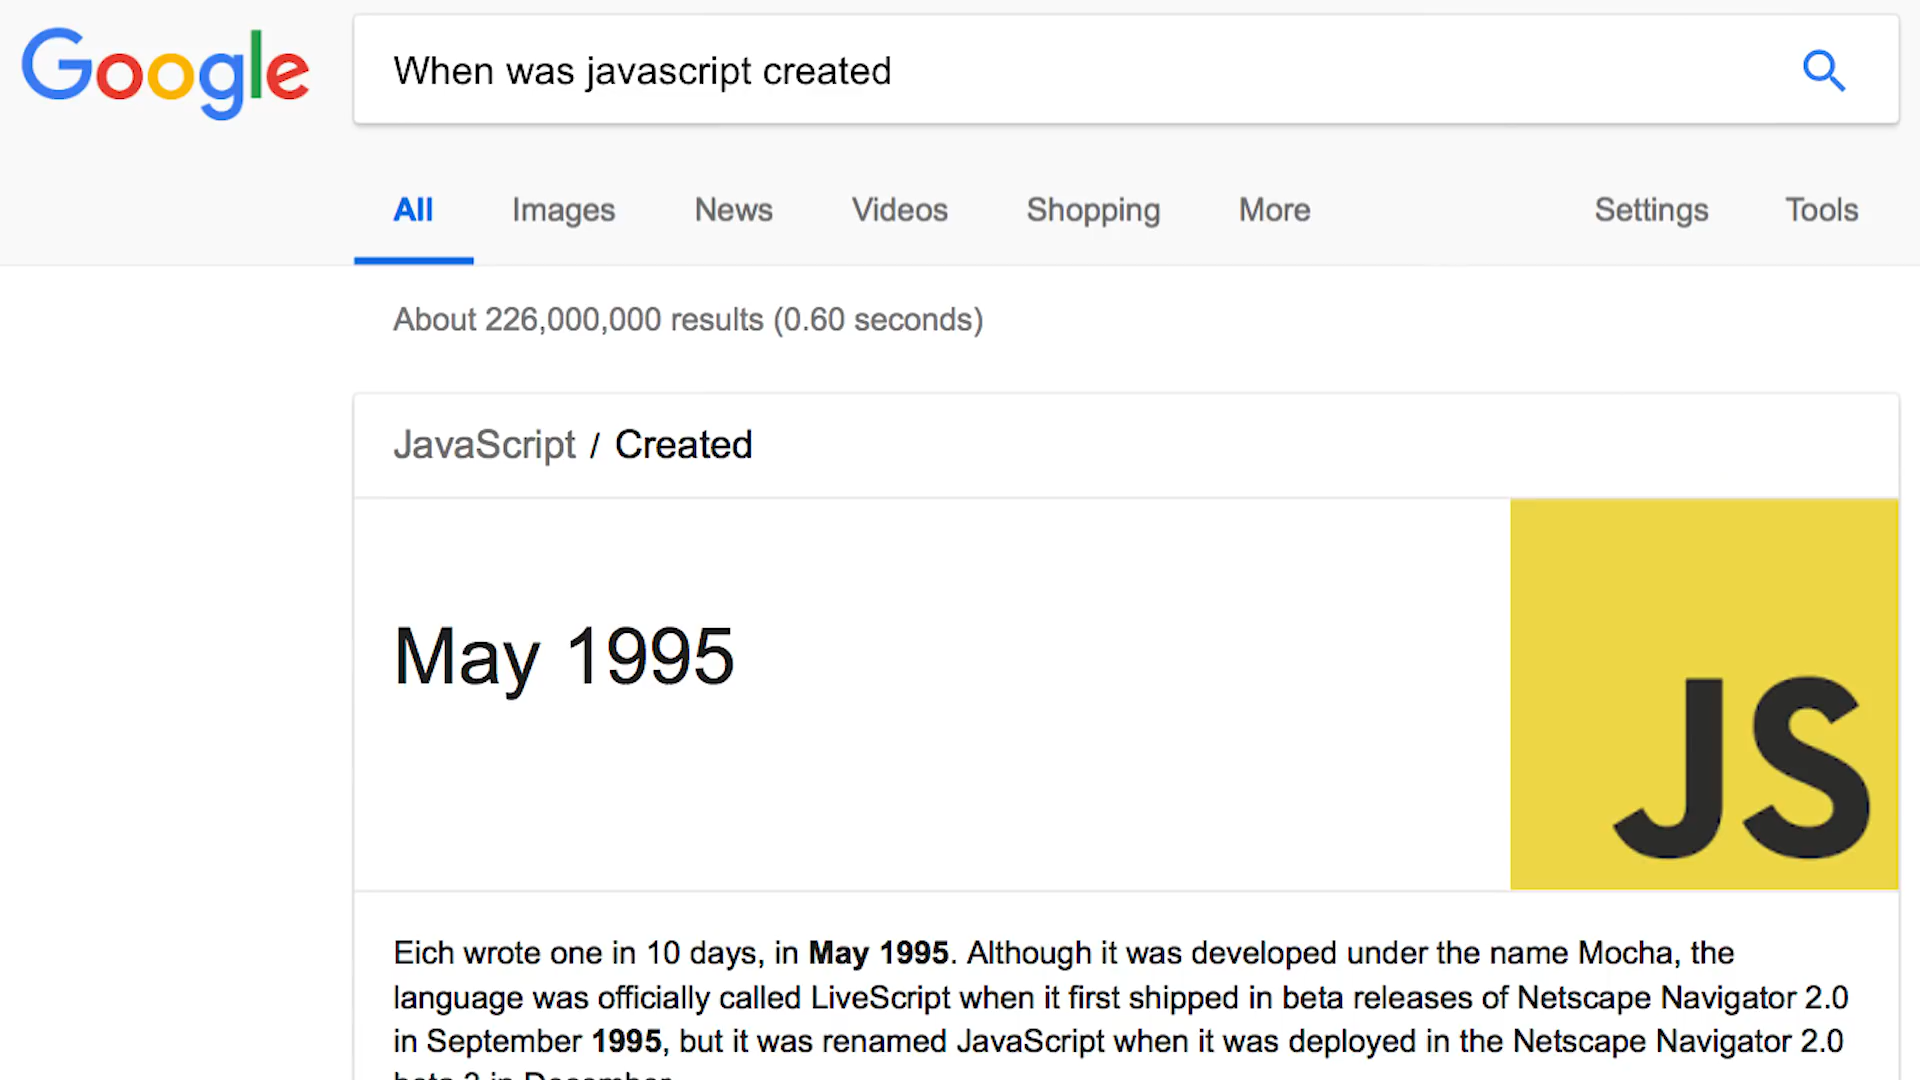 Google
When was javascript created
All Images News Videos Shopping More Settings Tools
About 226,000,000 results (0.60 seconds)
JavaScript / Created
May 1995
JS
Eich wrote one in 10 days, in May 1995. Although it was developed under the name Mocha, the
language was officially called LiveScript when it first shipped in beta releases of Netscape Navigator 2.0
in September 1995, but it was renamed JavaScript when it was deployed in the Netscape Navigator 2.0
beta 3 in December.